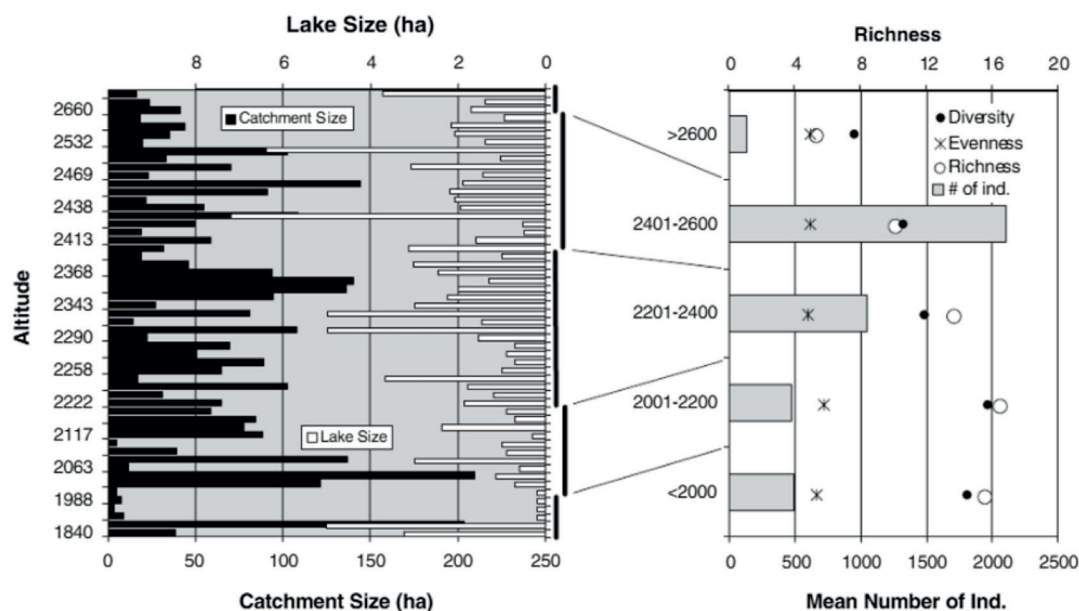 Lake Size (ha)
8 6 4 2 0
Altitude
2660
2532
2469
2438
2413
2368
2343
2290
2258
2222
2117
2063
1988
1840
Catchment Size
Lake Size
0 50 100 150 200 250
Catchment Size (ha)
Richness
0 4 8 12 16 20
>2600
2401-2600
2201-2400
2001-2200
<2000
Diversity
Evenness
Richness
# of ind.
0 500 1000 1500 2000 2500
Mean Number of Ind.